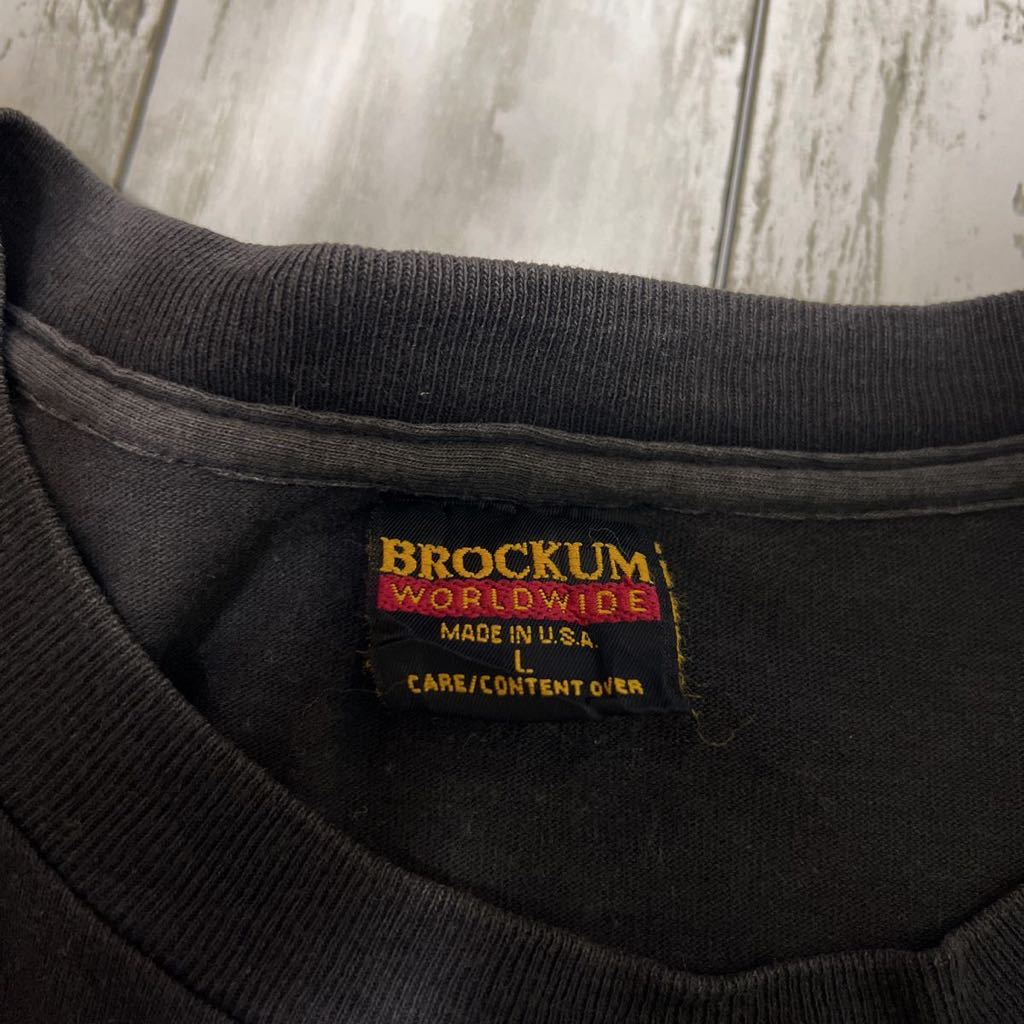 BROCKUM
WORLDWIDE
MADE IN U.S.A.
L
CARE/CONTENT OVER